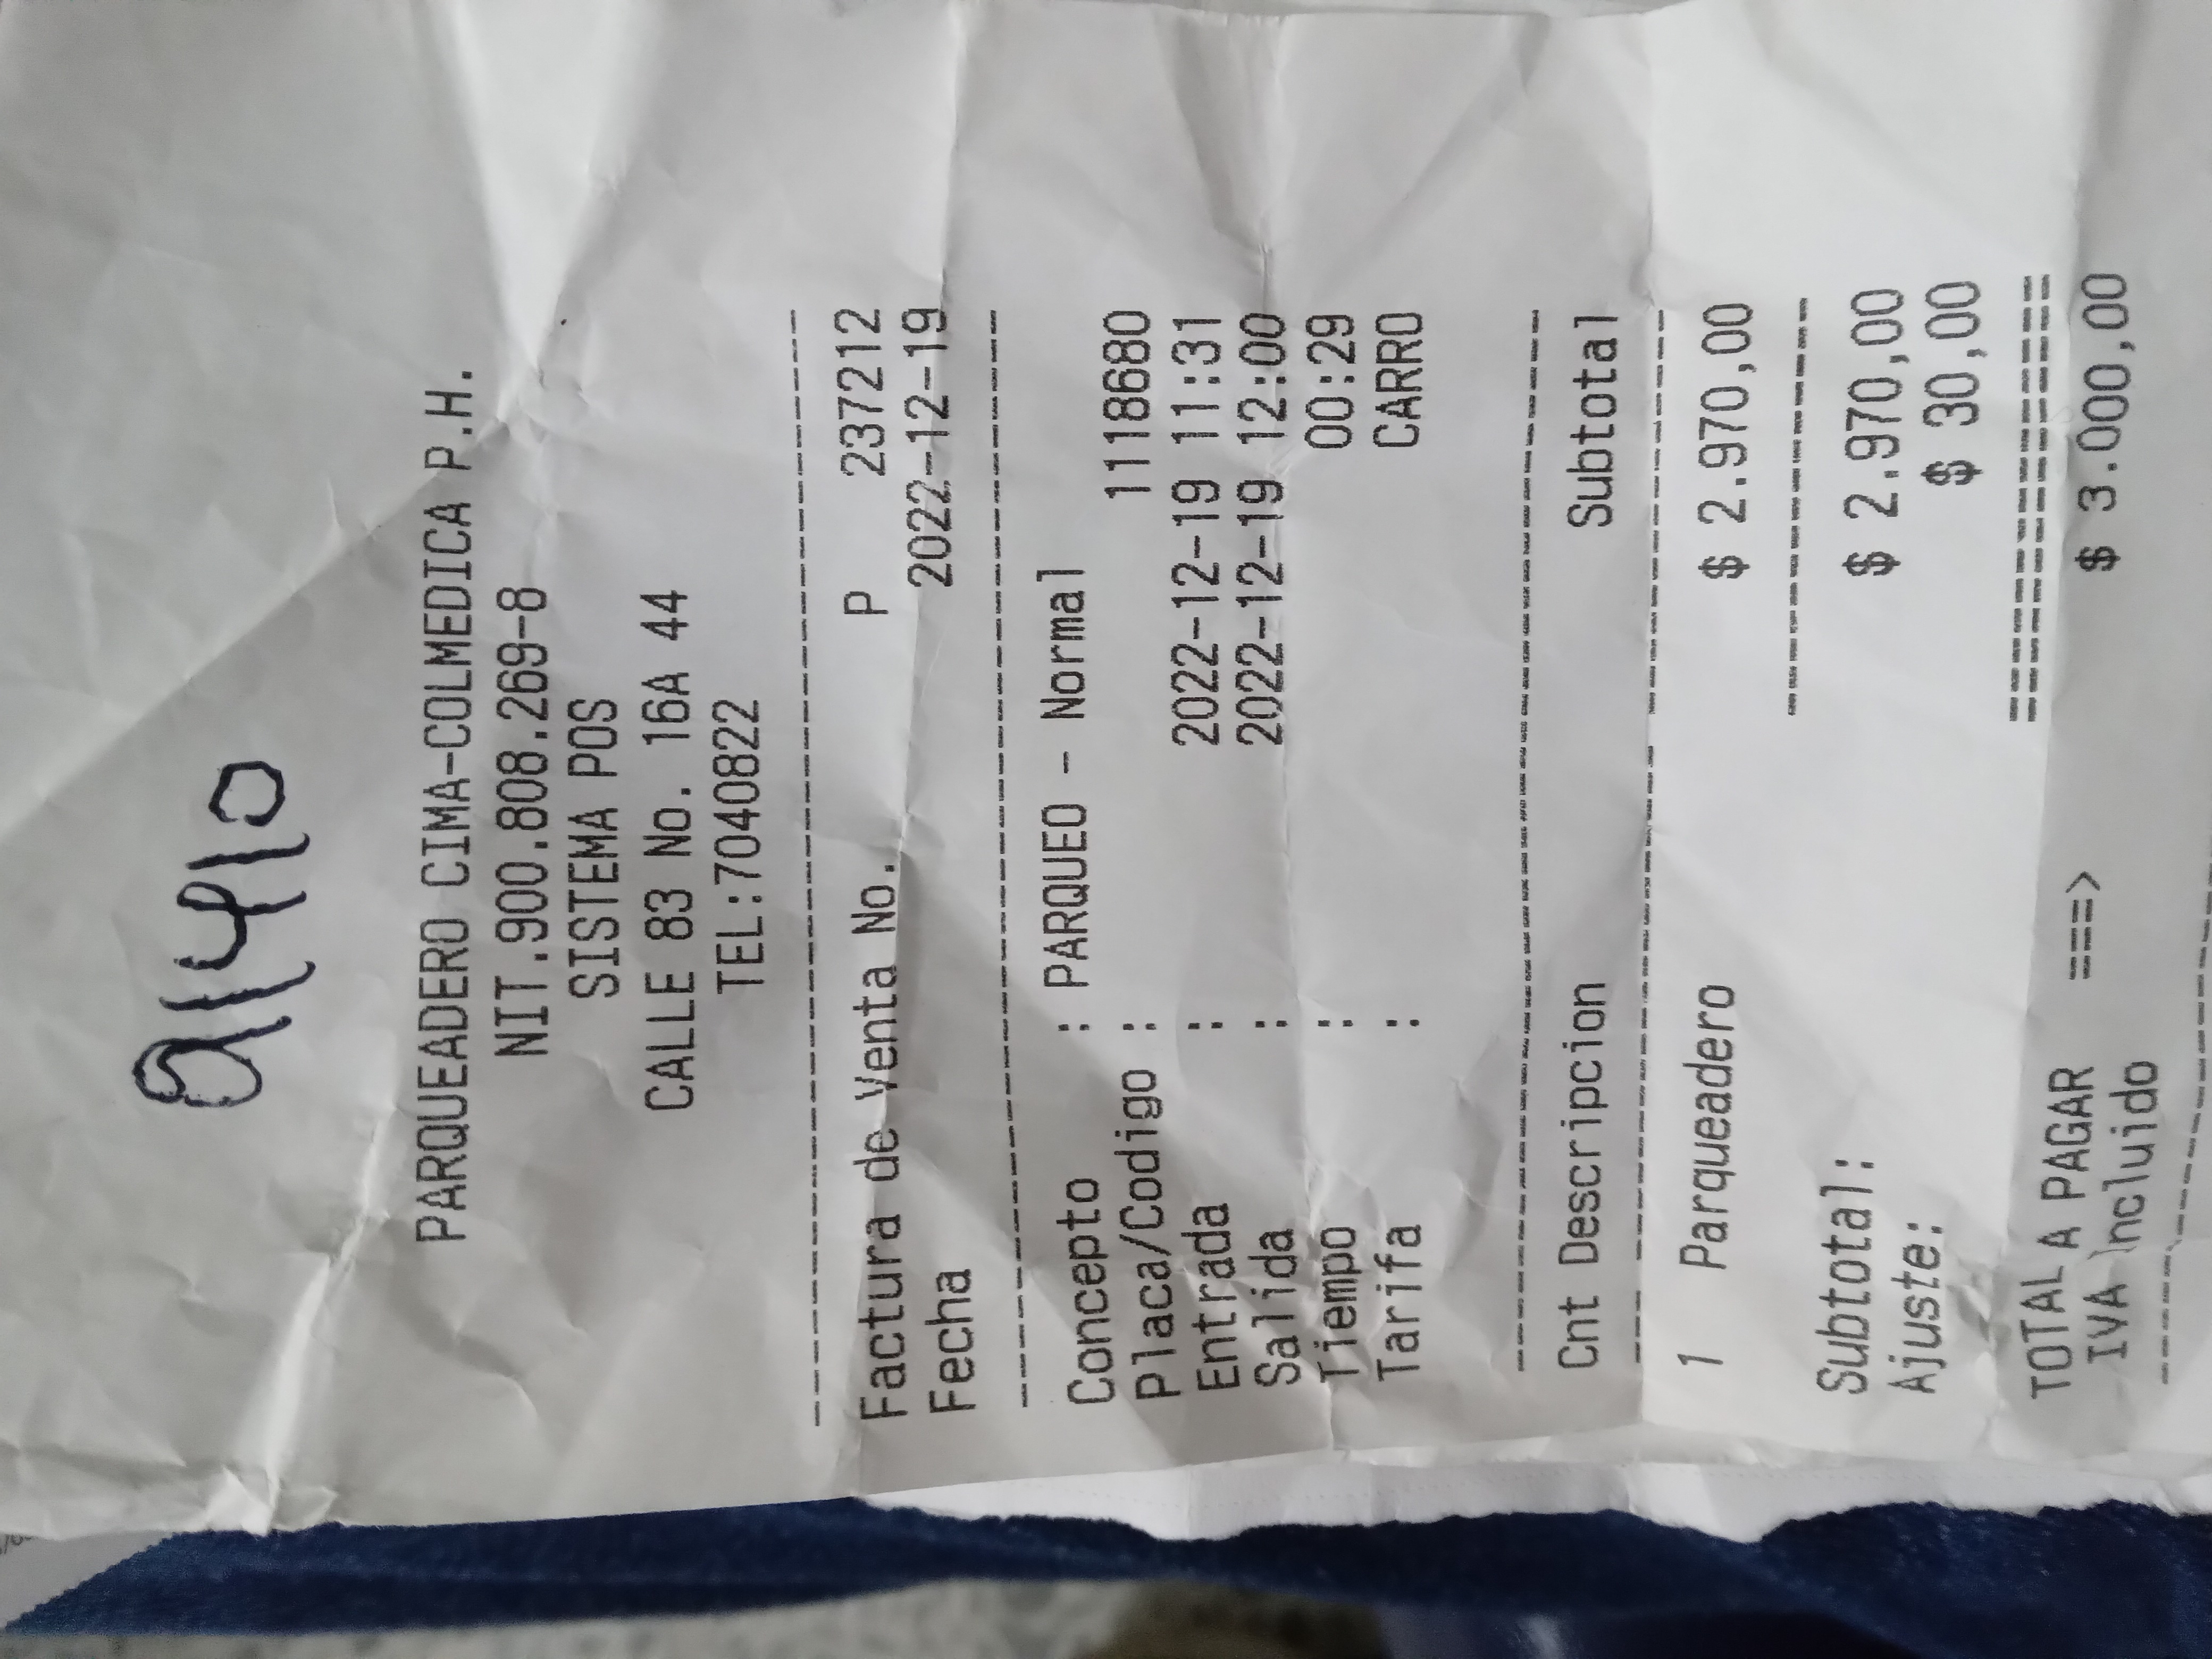 91410
PARQUEADERO CIMA-COLMEDICA P.H.
NIT.900.808.269-8
SISTEMA POS
CALLE 83 No. 16A 44
TEL:7040822
Factura de Venta No. P 237212
Fecha 2022-12-19
Concepto : PARQUEO - Normal
Placa/Codigo : 1118680
Entrada : 2022-12-19 11:31
Salida : 2022-12-19 12:00
Tiempo : 00:29
Tarifa : CARRO
Cnt Descripcion Subtotal
1 Parqueadero $ 2.970,00
Subtotal: $ 2.970,00
Ajuste: $ 30,00
TOTAL A PAGAR ===> $ 3.000,00
IVA Incluido